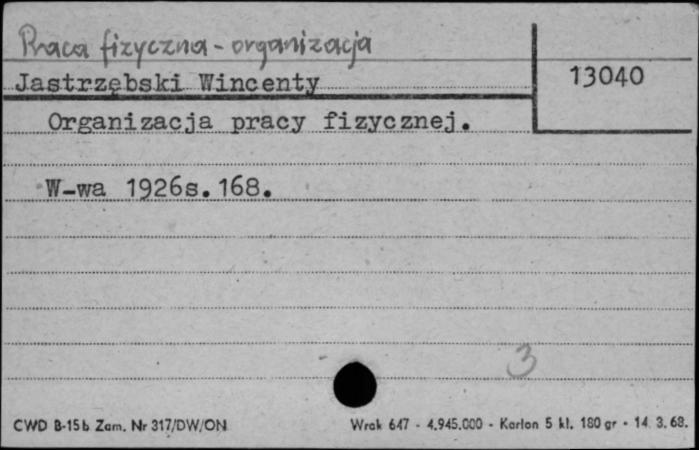 Praca fizyczna - organizacja
Jastrzębski Wincenty
13040
Organizacja pracy fizycznej.
W-wa 1926s.168.
3
CWD B-15b Zam. Nr 317/DW/ON
Wrak 647 - 4.945.000 - Karton 5 kl. 180 gr - 14. 3. 68.